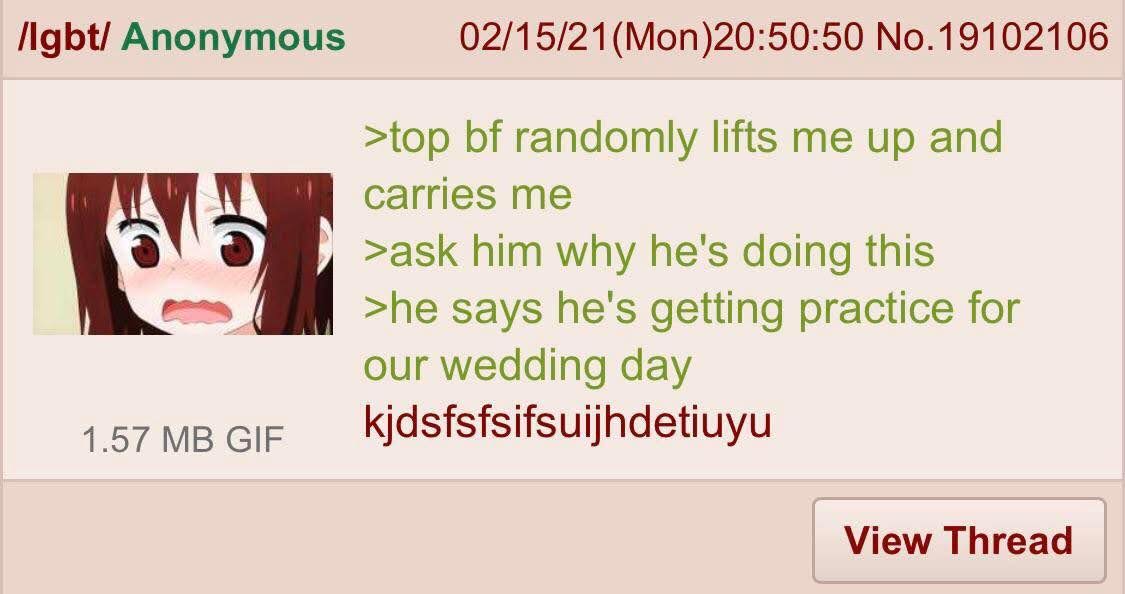 /lgbt/ Anonymous 02/15/21(Mon)20:50:50 No.19102106
>top bf randomly lifts me up and
carries me
>ask him why he's doing this
>he says he's getting practice for
our wedding day
kjdsfsfsifsuijhdetiuyu
1.57 MB GIF
View Thread